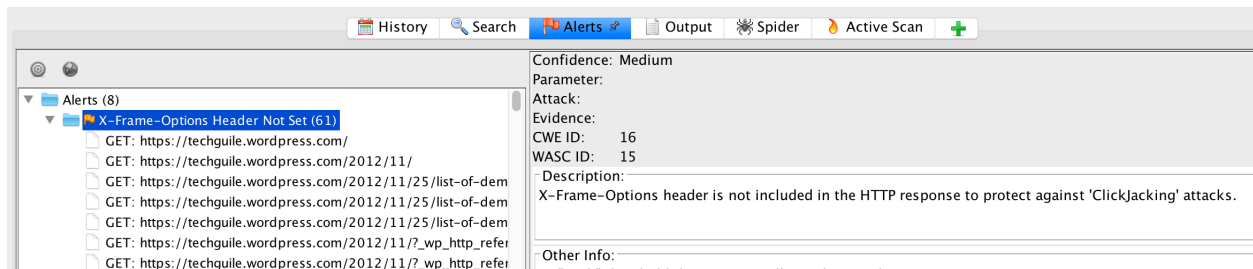 History Search Alerts Output Spider Active Scan
Alerts (8)
X-Frame-Options Header Not Set (61)
GET: https://techguile.wordpress.com/
GET: https://techguile.wordpress.com/2012/11/
GET: https://techguile.wordpress.com/2012/11/25/list-of-dem
GET: https://techguile.wordpress.com/2012/11/25/list-of-dem
GET: https://techguile.wordpress.com/2012/11/25/list-of-dem
GET: https://techguile.wordpress.com/2012/11/?_wp_http_refer
GET: https://techguile.wordpress.com/2012/11/?_wp_http_refer
Confidence: Medium
Parameter:
Attack:
Evidence:
CWE ID: 16
WASC ID: 15
Description:
X-Frame-Options header is not included in the HTTP response to protect against 'ClickJacking' attacks.
Other Info: